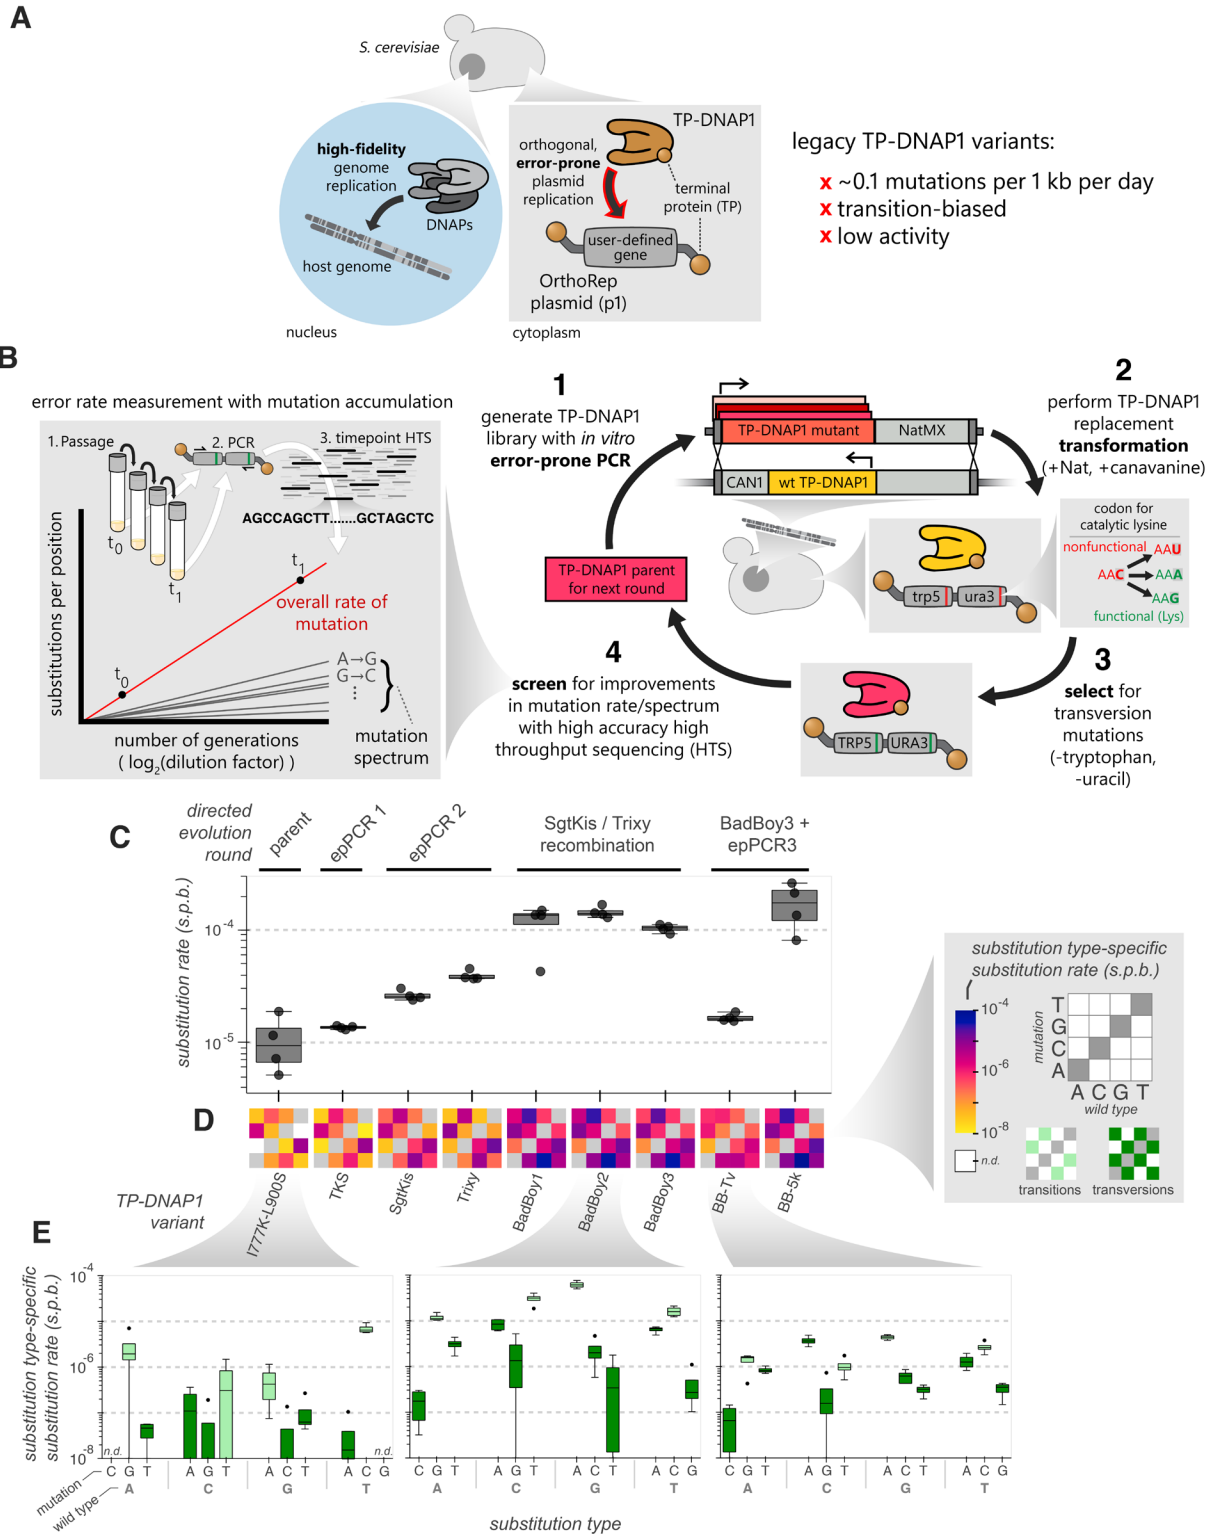 A
S. cerevisiae
high-fidelity
genome
replication
DNAPs
host genome
nucleus
TP-DNAP1
orthogonal,
error-prone
plasmid
replication
terminal
protein (TP)
user-defined
gene
OrthoRep
plasmid (p1)
cytoplasm
legacy TP-DNAP1 variants:
x ~0.1 mutations per 1 kb per day
x transition-biased
x low activity
B
error rate measurement with mutation accumulation
1. Passage
2. PCR
3. timepoint HTS
AGCCAGCTT.......GCTAGCTC
t0
t1
t1
overall rate of
mutation
t0
A→G
G→C
⋮
substitutions per position
number of generations
( log2(dilution factor) )
mutation
spectrum
1
generate TP-DNAP1
library with in vitro
error-prone PCR
TP-DNAP1 mutant
NatMX
CAN1
wt TP-DNAP1
2
perform TP-DNAP1
replacement
transformation
(+Nat, +canavanine)
trp5
ura3
codon for
catalytic lysine
nonfunctional
AAU
AAC
AAA
AAG
functional (Lys)
3
select for
transversion
mutations
(-tryptophan,
-uracil)
TRP5
URA3
TP-DNAP1 parent
for next round
4
screen for improvements
in mutation rate/spectrum
with high accuracy high
throughput sequencing (HTS)
C
directed
evolution
round
parent
epPCR 1
epPCR 2
SgtKis / Trixy
recombination
BadBoy3 +
epPCR3
substitution rate (s.p.b.)
10-4
10-5
D
TP-DNAP1
variant
I777K-L900S
TKS
SgtKis
Trixy
BadBoy1
BadBoy2
BadBoy3
BB-Tv
BB-5k
substitution type-specific
substitution rate (s.p.b.)
10-4
10-6
10-8
n.d.
mutation
T
G
C
A
A C G T
wild type
transitions
transversions
E
substitution type-specific
substitution rate (s.p.b.)
10-4
10-6
10-8
n.d.
n.d.
mutation
C G T A G T A C T A C G
C G T A G T A C T A C G
C G T A G T A C T A C G
wild type
A C G T
A C G T
A C G T
substitution type